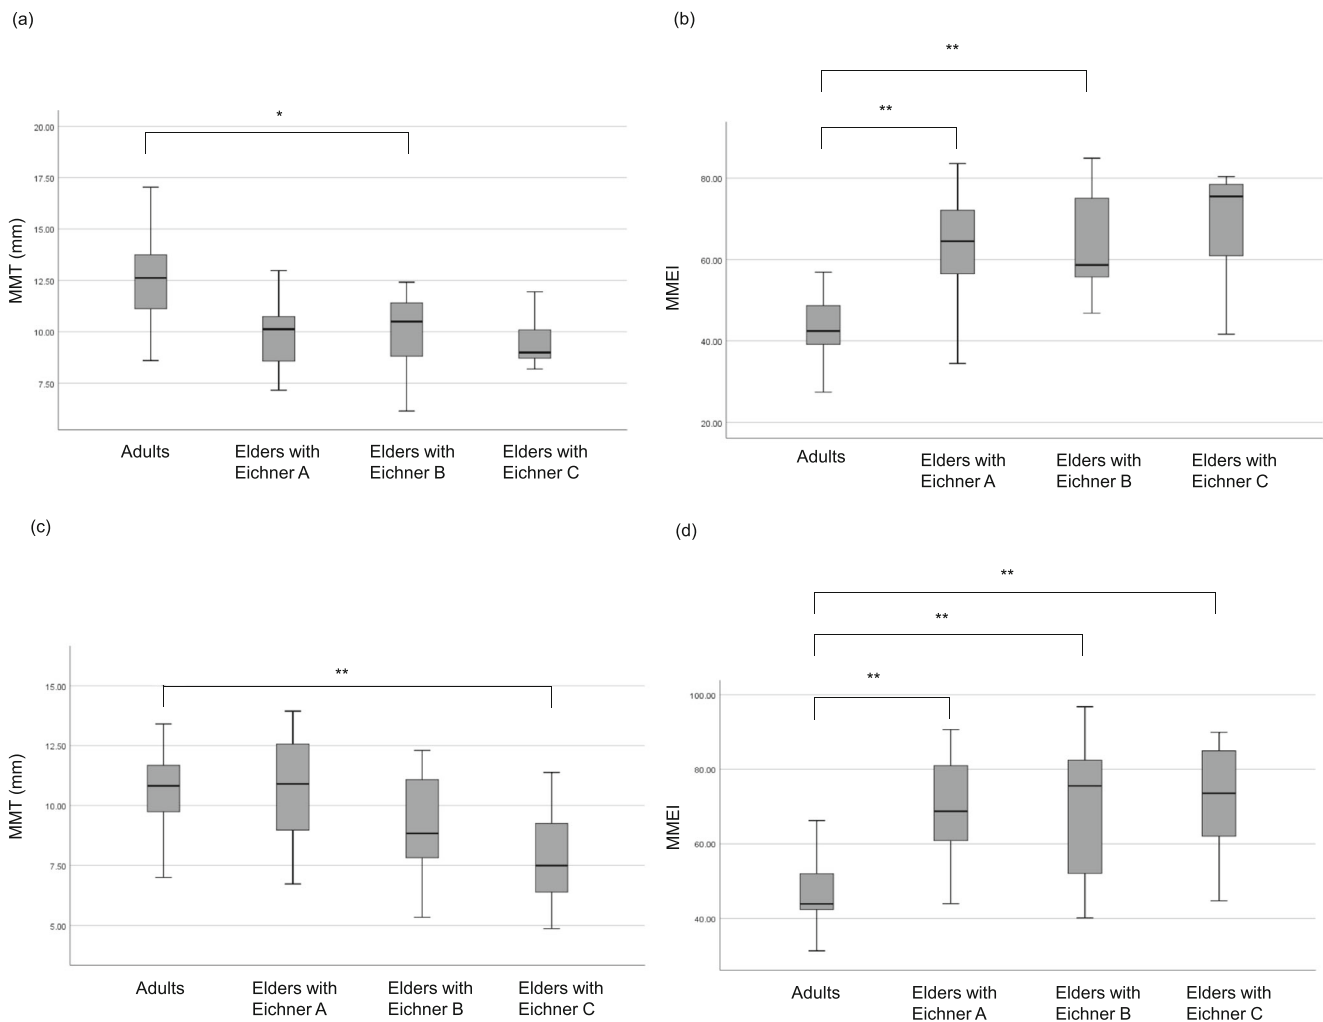 (a)
*
20.00
17.50
15.00
12.50
10.00
7.50
MMT (mm)
Adults
Elders with
Eichner A
Elders with
Eichner B
Elders with
Eichner C
(b)
**
**
80.00
60.00
40.00
20.00
MMEI
Adults
Elders with
Eichner A
Elders with
Eichner B
Elders with
Eichner C
(c)
**
15.00
12.50
10.00
7.50
5.00
MMT (mm)
Adults
Elders with
Eichner A
Elders with
Eichner B
Elders with
Eichner C
(d)
**
**
**
100.00
80.00
60.00
40.00
MMEI
Adults
Elders with
Eichner A
Elders with
Eichner B
Elders with
Eichner C